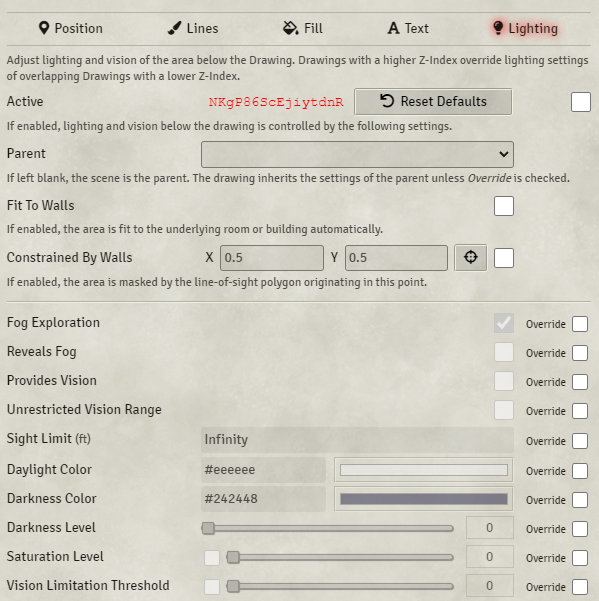 Position Lines Fill Text Lighting
Adjust lighting and vision of the area below the Drawing. Drawings with a higher Z-Index override lighting settings
of overlapping Drawings with a lower Z-Index.
Active NKgP86ScEjiytdnR Reset Defaults
If enabled, lighting and vision below the drawing is controlled by the following settings.
Parent
If left blank, the scene is the parent. The drawing inherits the settings of the parent unless Override is checked.
Fit To Walls
If enabled, the area is fit to the underlying room or building automatically.
Constrained By Walls X 0.5 Y 0.5
If enabled, the area is masked by the line-of-sight polygon originating in this point.
Fog Exploration Override
Reveals Fog Override
Provides Vision Override
Unrestricted Vision Range Override
Sight Limit (ft) Infinity Override
Daylight Color #eeeeee Override
Darkness Color #242448 Override
Darkness Level 0 Override
Saturation Level 0 Override
Vision Limitation Threshold 0 Override